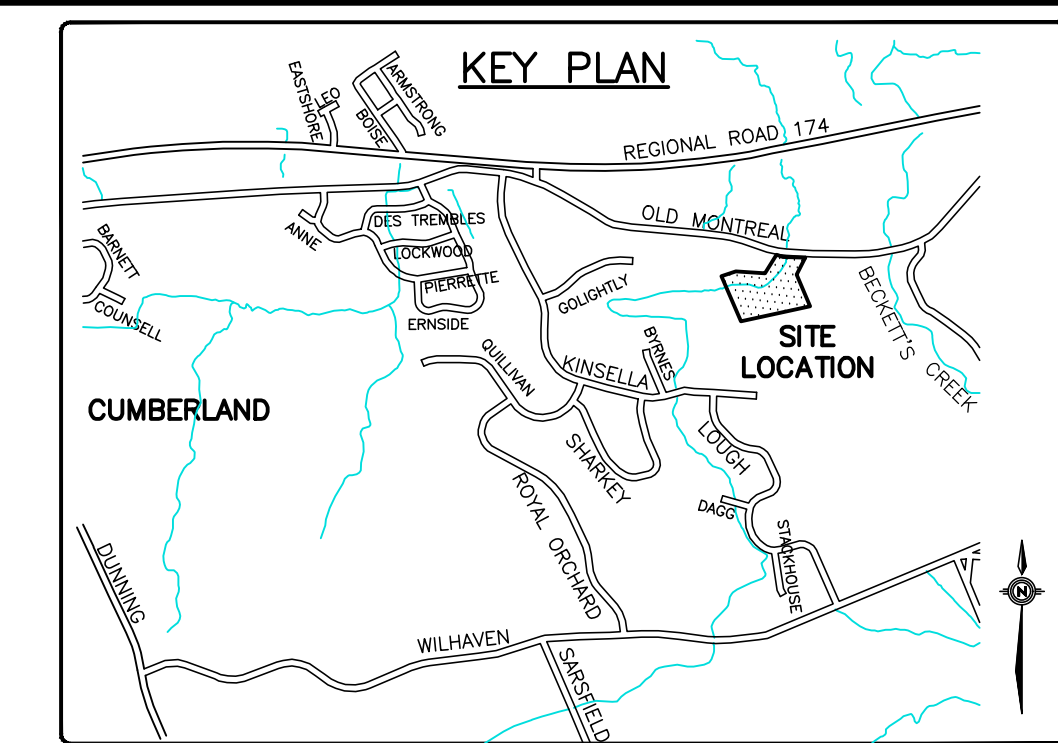 KEY PLAN
EASTSHORE
LEO
ARMSTRONG
BOISE
REGIONAL ROAD 174
OLD MONTREAL
DES TREMBLES
ANNE
LOCKWOOD
BARNETT
PIERRETTE
GOLIGHTLY
COUNSELL
ERNSIDE
BECKETT'S CREEK
SITE
LOCATION
QUILLIVAN
BYRNES
KINSELLA
CUMBERLAND
SHARKEY
LOUGH
ROYAL ORCHARD
DAGG
STACKHOUSE
DUNNING
N
WILHAVEN
SARSFIELD